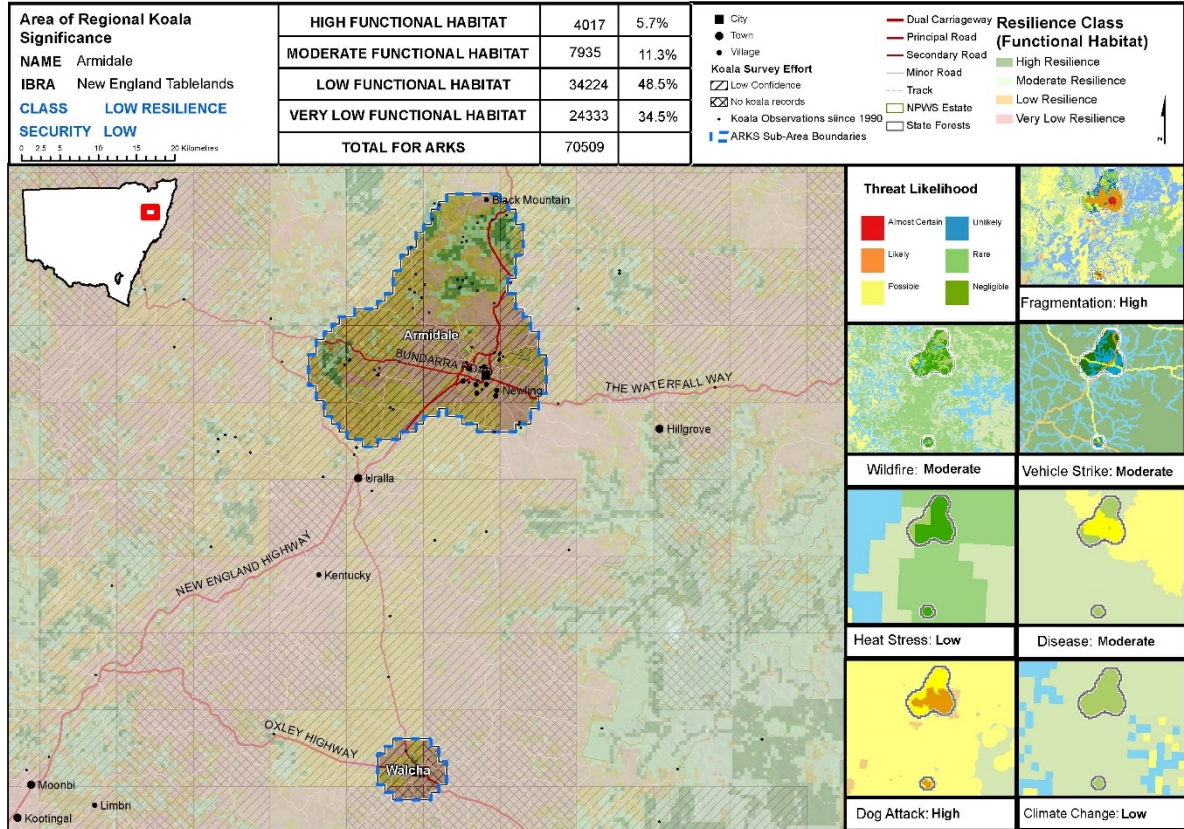 Area of Regional Koala
Significance
NAME Armidale
IBRA New England Tablelands
CLASS LOW RESILIENCE
SECURITY LOW
0 2.5 5 10 15 20 Kilometres
HIGH FUNCTIONAL HABITAT 4017 5.7%
MODERATE FUNCTIONAL HABITAT 7935 11.3%
LOW FUNCTIONAL HABITAT 34224 48.5%
VERY LOW FUNCTIONAL HABITAT 24333 34.5%
TOTAL FOR ARKS 70509
City
Town
Village
Koala Survey Effort
Low Confidence
No koala records
Koala Observations siince 1990
ARKS Sub-Area Boundaries
Dual Carriageway
Principal Road
Secondary Road
Minor Road
Track
NPWS Estate
State Forests
Resilience Class
(Functional Habitat)
High Resilience
Moderate Resilience
Low Resilience
Very Low Resilience
N
Black Mountain
Armidale
BUNDARRA ROAD
Newling
THE WATERFALL WAY
Hillgrove
Uralla
NEW ENGLAND HIGHWAY
Kentucky
OXLEY HIGHWAY
Walcha
Moonbi
Limbri
Kootingal
Threat Likelihood
Almost Certain
Unlikely
Likely
Rare
Possible
Negligible
Fragmentation: High
Wildfire: Moderate
Vehicle Strike: Moderate
Heat Stress: Low
Disease: Moderate
Dog Attack: High
Climate Change: Low